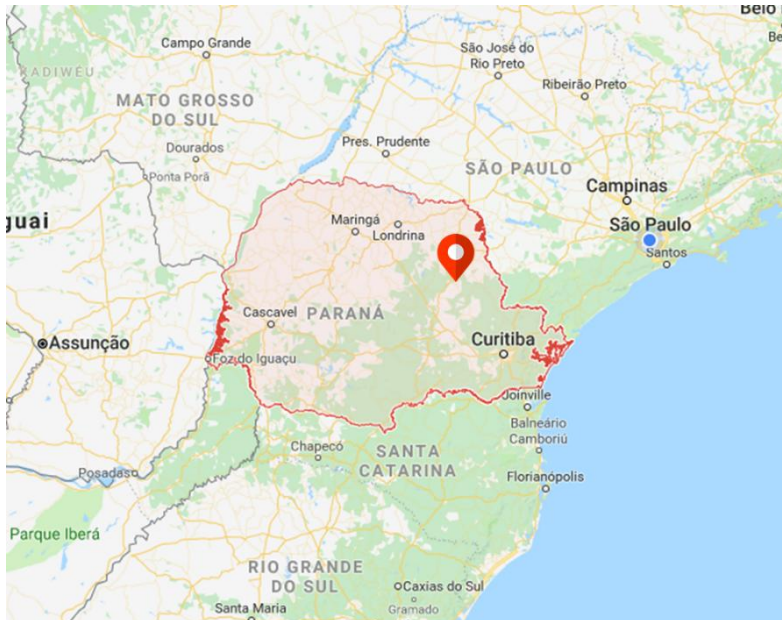 Belo
Be
Campo Grande
São José do
Rio Preto
KADIWÉU
Ribeirão Preto
MATO GROSSO
DO SUL
Pres. Prudente
Dourados
SÃO PAULO
Ponta Porã
Campinas
guai
Maringá
Londrina
São Paulo
Santos
Cascavel
PARANÁ
Assunção
Curitiba
Foz do Iguaçu
Joinville
Balneário
Camboriú
Chapecó
SANTA
CATARINA
Posadas
Florianópolis
Parque Iberá
RIO GRANDE
DO SUL
Caxias do Sul
Santa Maria
Gramado